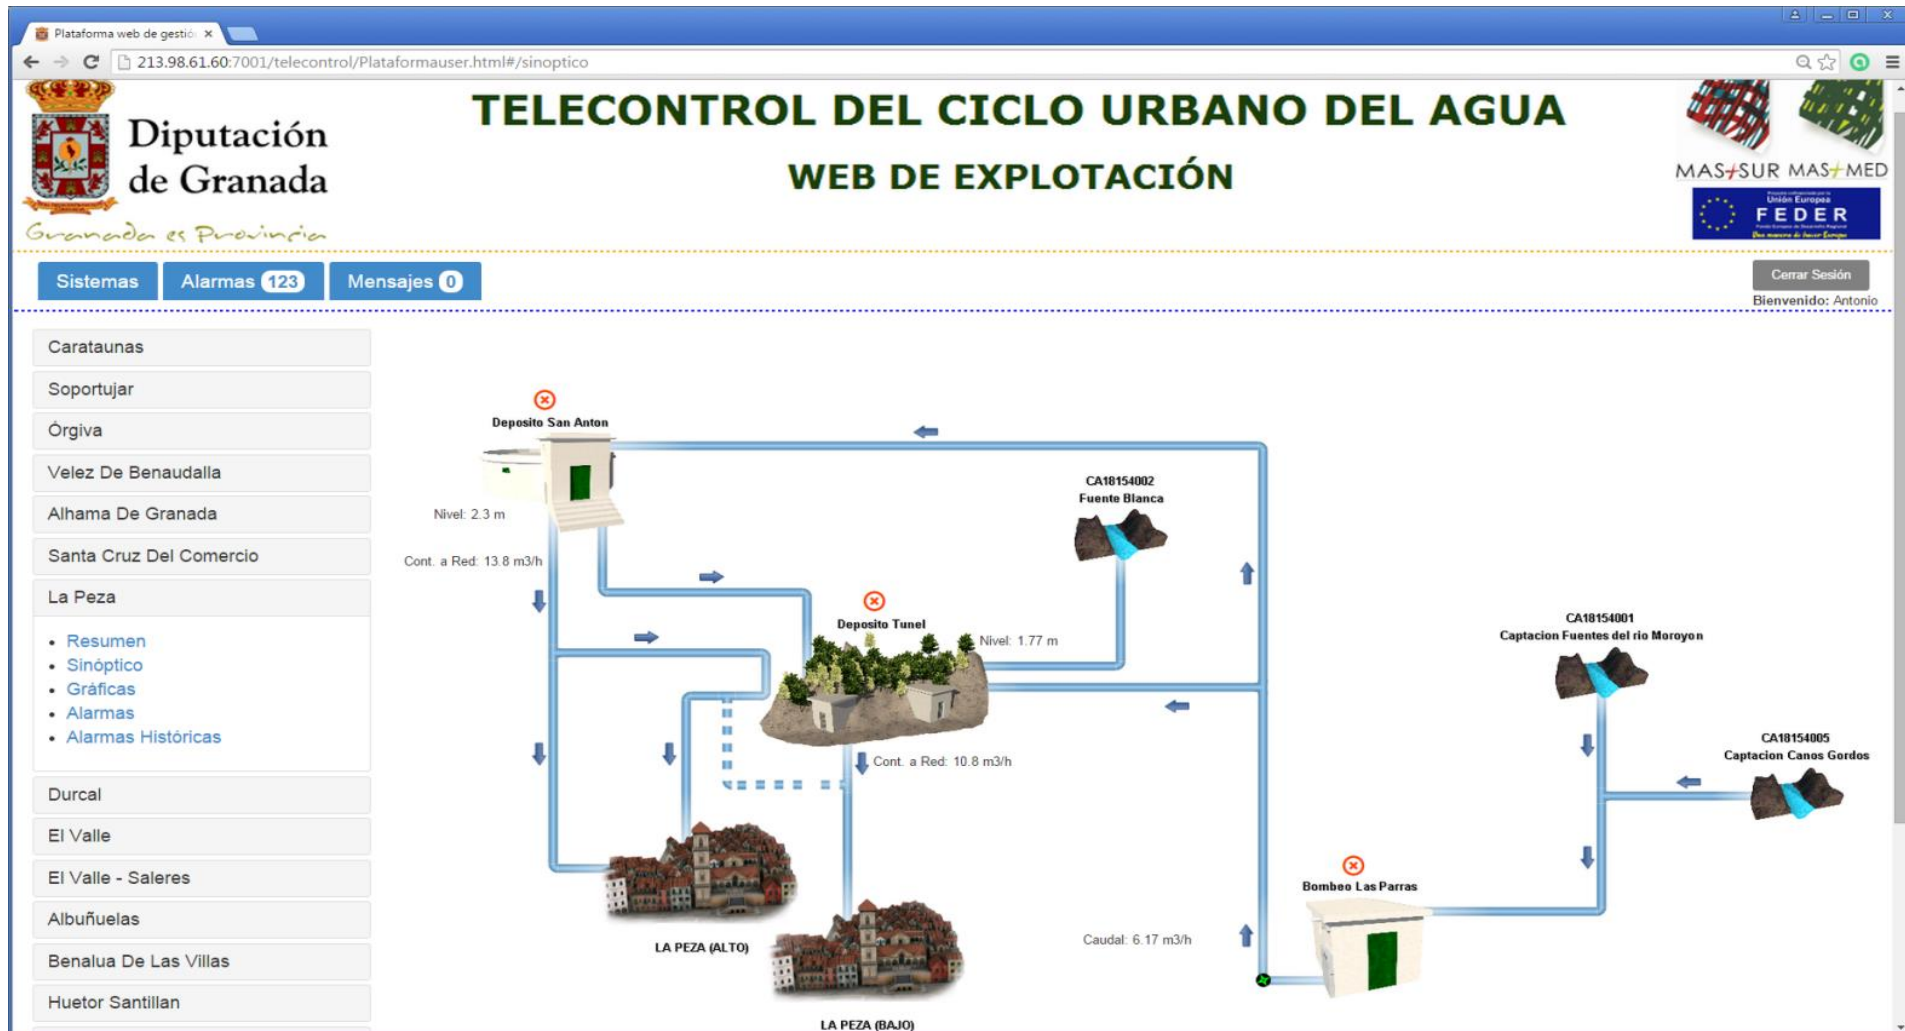 Plataforma web de gestió
213.98.61.60:7001/telecontrol/Plataformauser.html#/sinoptico
Diputación
de Granada
Granada es Provincia
TELECONTROL DEL CICLO URBANO DEL AGUA
WEB DE EXPLOTACIÓN
MAS+SUR MAS+MED
Unión Europea
FEDER
Sistemas
Alarmas 123
Mensajes 0
Cerrar Sesión
Bienvenido: Antonio
Carataunas
Soportujar
Órgiva
Velez De Benaudalla
Alhama De Granada
Santa Cruz Del Comercio
La Peza
Resumen
Sinóptico
Gráficas
Alarmas
Alarmas Históricas
Durcal
El Valle
El Valle - Saleres
Albuñuelas
Benalua De Las Villas
Huetor Santillan
Deposito San Anton
Nivel: 2.3 m
Cont. a Red: 13.8 m3/h
CA18154002
Fuente Blanca
Deposito Tunel
Nivel: 1.77 m
Cont. a Red: 10.8 m3/h
CA18154001
Captacion Fuentes del rio Moroyon
CA18154005
Captacion Canos Gordos
Bombeo Las Parras
Caudal: 6.17 m3/h
LA PEZA (ALTO)
LA PEZA (BAJO)